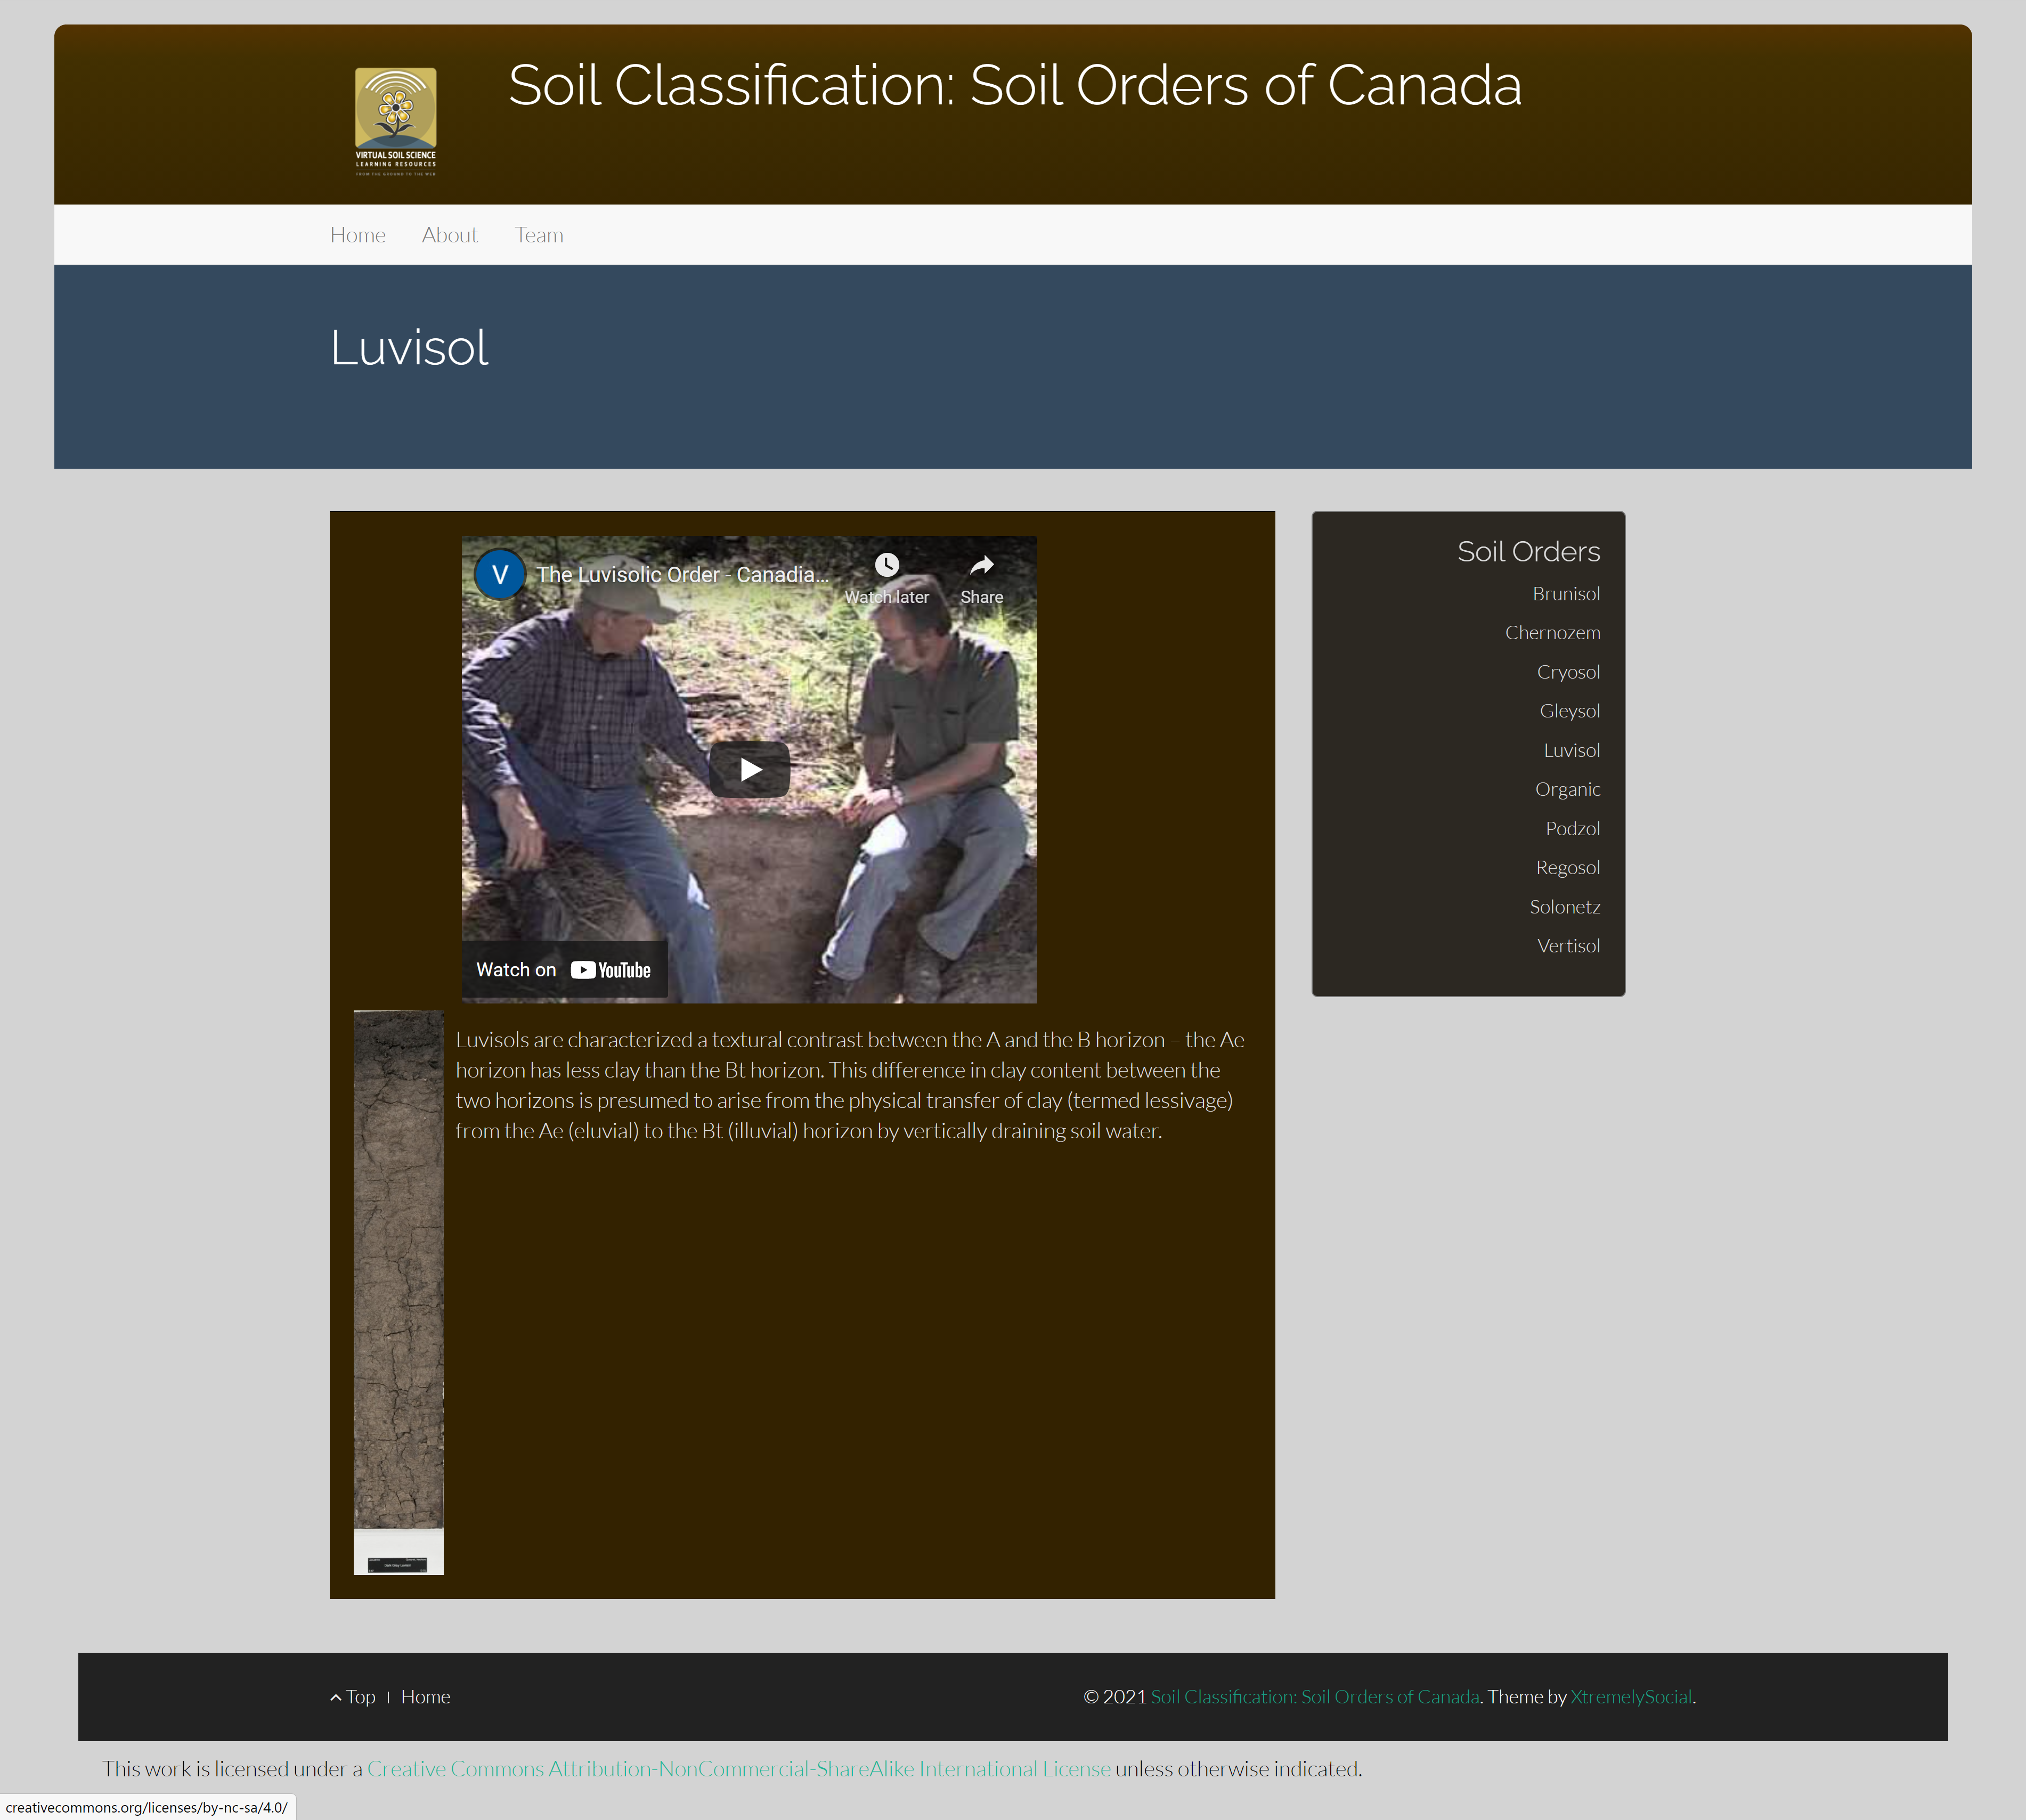 VIRTUAL SOIL SCIENCE
LEARNING RESOURCES
FROM THE GROUND TO THE WEB
Soil Classification: Soil Orders of Canada
Home About Team
Luvisol
V The Luvisolic Order - Canadia...
Watch later Share
Watch on YouTube
Luvisols are characterized a textural contrast between the A and the B horizon – the Ae
horizon has less clay than the Bt horizon. This difference in clay content between the
two horizons is presumed to arise from the physical transfer of clay (termed lessivage)
from the Ae (eluvial) to the Bt (illuvial) horizon by vertically draining soil water.
Soil Orders
Brunisol
Chernozem
Cryosol
Gleysol
Luvisol
Organic
Podzol
Regosol
Solonetz
Vertisol
Top | Home
© 2021 Soil Classification: Soil Orders of Canada. Theme by XtremelySocial.
This work is licensed under a Creative Commons Attribution-NonCommercial-ShareAlike International License unless otherwise indicated.
creativecommons.org/licenses/by-nc-sa/4.0/